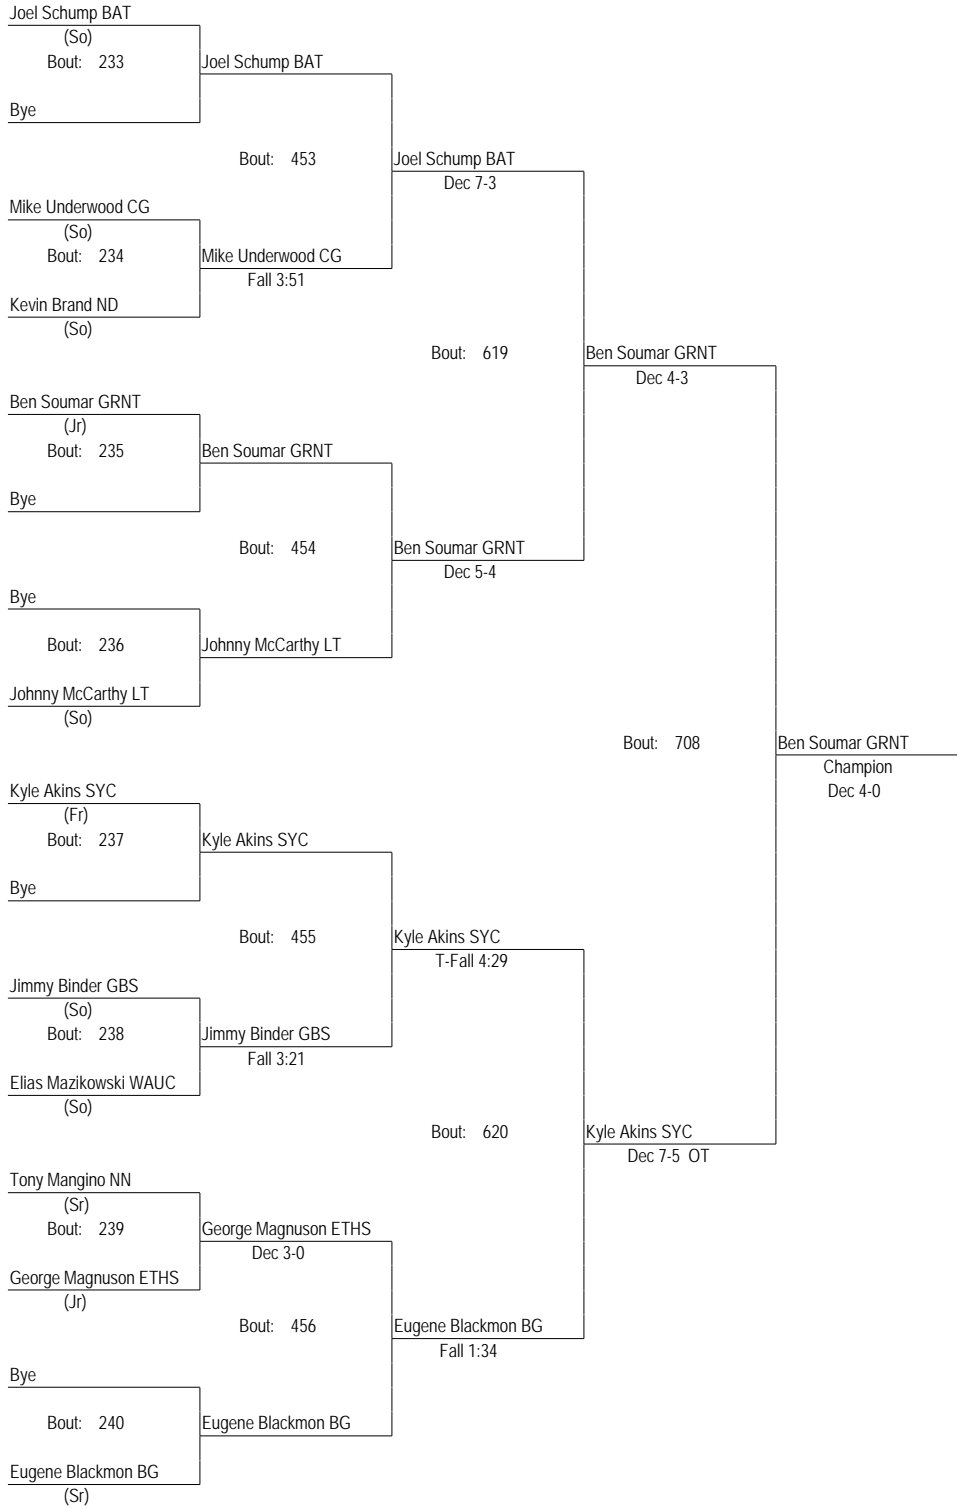 Joel Schump BAT
(So)
Bout: 233
Joel Schump BAT
Bye
Bout: 453
Joel Schump BAT
Dec 7-3
Mike Underwood CG
(So)
Bout: 234
Mike Underwood CG
Fall 3:51
Kevin Brand ND
(So)
Bout: 619
Ben Soumar GRNT
Dec 4-3
Ben Soumar GRNT
(Jr)
Bout: 235
Ben Soumar GRNT
Bye
Bout: 454
Ben Soumar GRNT
Dec 5-4
Bye
Bout: 236
Johnny McCarthy LT
Johnny McCarthy LT
(So)
Bout: 708
Ben Soumar GRNT
Champion
Dec 4-0
Kyle Akins SYC
(Fr)
Bout: 237
Kyle Akins SYC
Bye
Bout: 455
Kyle Akins SYC
T-Fall 4:29
Jimmy Binder GBS
(So)
Bout: 238
Jimmy Binder GBS
Fall 3:21
Elias Mazikowski WAUC
(So)
Bout: 620
Kyle Akins SYC
Dec 7-5 OT
Tony Mangino NN
(Sr)
Bout: 239
George Magnuson ETHS
Dec 3-0
George Magnuson ETHS
(Jr)
Bout: 456
Eugene Blackmon BG
Fall 1:34
Bye
Bout: 240
Eugene Blackmon BG
Eugene Blackmon BG
(Sr)